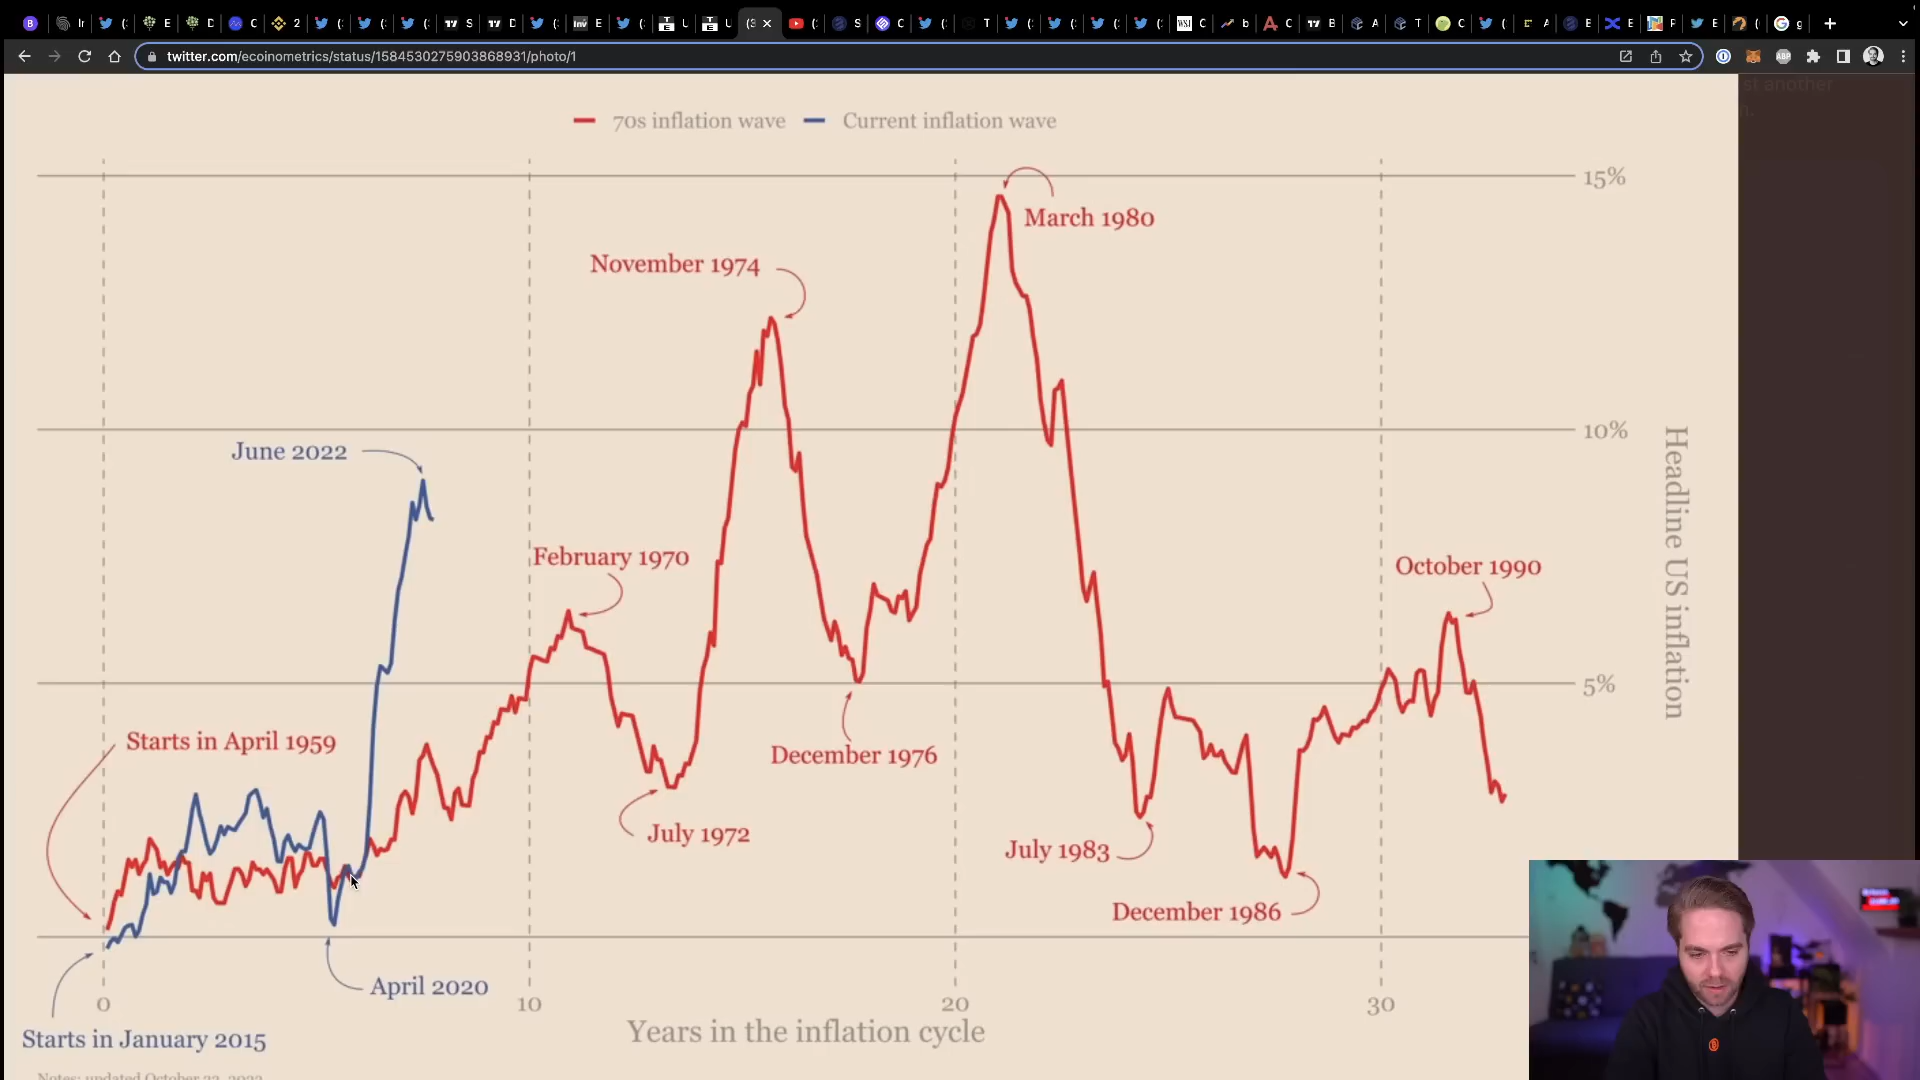 twitter.com/ecoinometrics/status/1584530275903868931/photo/1
st another
70s inflation wave
Current inflation wave
15%
March 1980
November 1974
10%
June 2022
Headline US inflation
February 1970
October 1990
5%
Starts in April 1959
December 1976
July 1972
July 1983
December 1986
April 2020
0
10
20
30
Years in the inflation cycle
Starts in January 2015